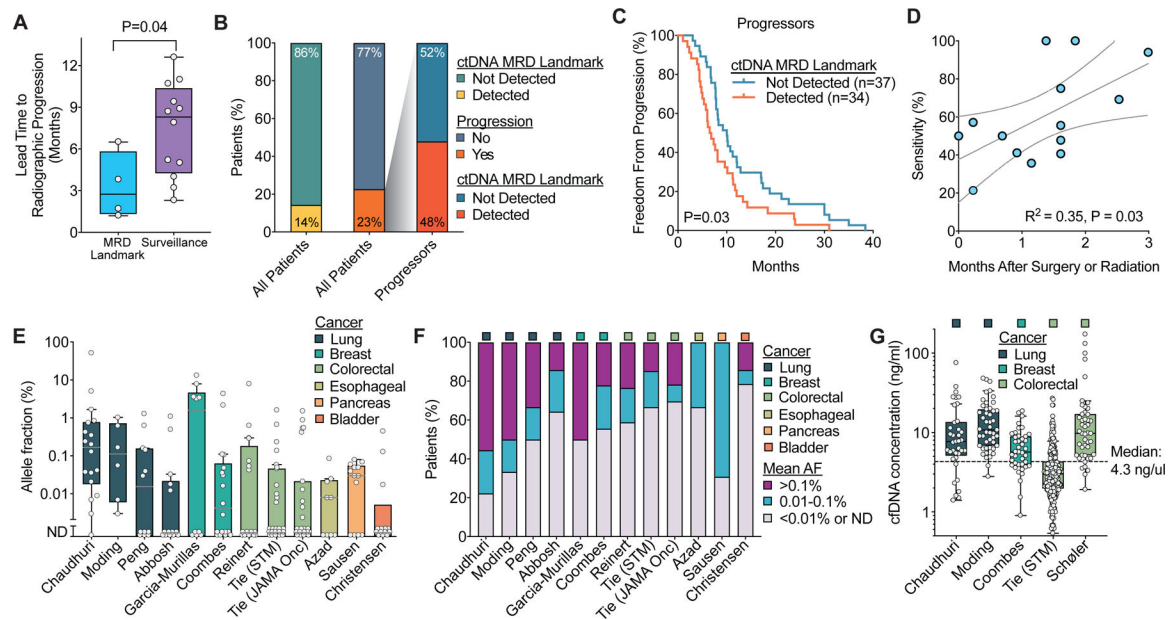 A
P=0.04
Lead Time to
Radiographic Progression
(Months)
12
9
6
3
0
MRD
Landmark
Surveillance
B
Patients (%)
100
80
60
40
20
0
86%
77%
52%
14%
23%
48%
All Patients
All Patients
Progressors
ctDNA MRD Landmark
Not Detected
Detected
Progression
No
Yes
ctDNA MRD Landmark
Not Detected
Detected
C
Progressors
Freedom From Progression (%)
100
80
60
40
20
0
ctDNA MRD Landmark
Not Detected (n=37)
Detected (n=34)
P=0.03
0
10
20
30
40
Months
D
Sensitivity (%)
100
80
60
40
20
0
R² = 0.35, P = 0.03
0
1
2
3
Months After Surgery or Radiation
E
Allele fraction (%)
100
10
1
0.1
0.01
ND
Cancer
Lung
Breast
Colorectal
Esophageal
Pancreas
Bladder
Chaudhuri
Moding
Peng
Abbosh
Garcia-Murillas
Coombes
Reinert
Tie (STM)
Tie (JAMA Onc)
Azad
Sausen
Christensen
F
Patients (%)
100
80
60
40
20
0
Chaudhuri
Moding
Peng
Abbosh
Garcia-Murillas
Coombes
Reinert
Tie (STM)
Tie (JAMA Onc)
Azad
Sausen
Christensen
Cancer
Lung
Breast
Colorectal
Esophageal
Pancreas
Bladder
Mean AF
>0.1%
0.01-0.1%
<0.01% or ND
G
cfDNA concentration (ng/ml)
100
10
1
Cancer
Lung
Breast
Colorectal
Median:
4.3 ng/ul
Chaudhuri
Moding
Coombes
Tie (STM)
Schøler